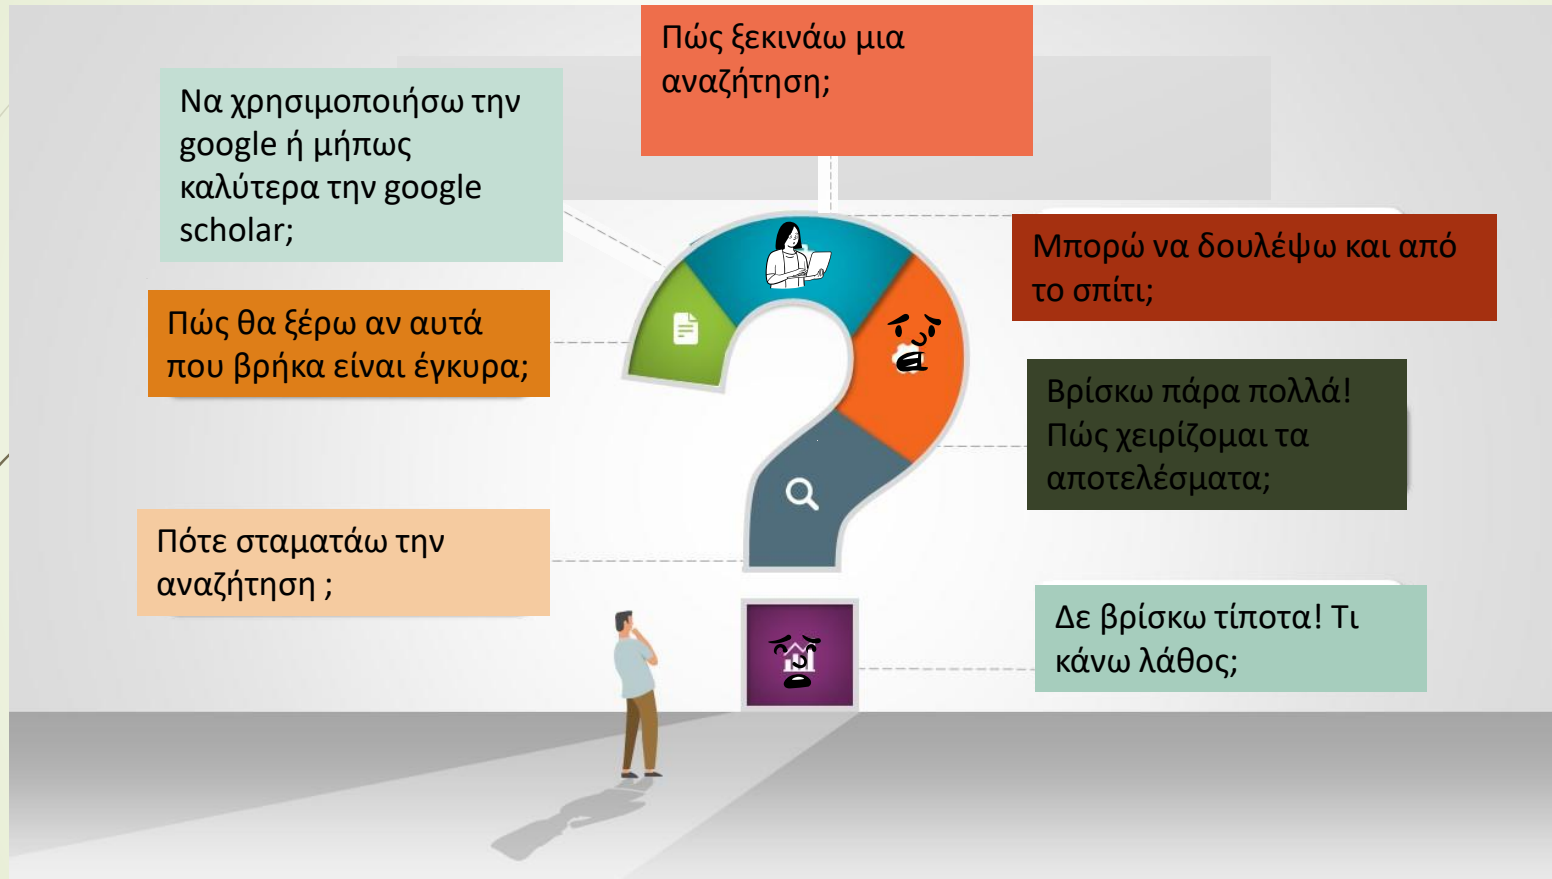 Πώς ξεκινάω μια
αναζήτηση;
Να χρησιμοποιήσω την
google ή μήπως
καλύτερα την google
scholar;
Μπορώ να δουλέψω και από
το σπίτι;
Πώς θα ξέρω αν αυτά
που βρήκα είναι έγκυρα;
Βρίσκω πάρα πολλά!
Πώς χειρίζομαι τα
αποτελέσματα;
Πότε σταματάω την
αναζήτηση ;
Δε βρίσκω τίποτα! Τι
κάνω λάθος;